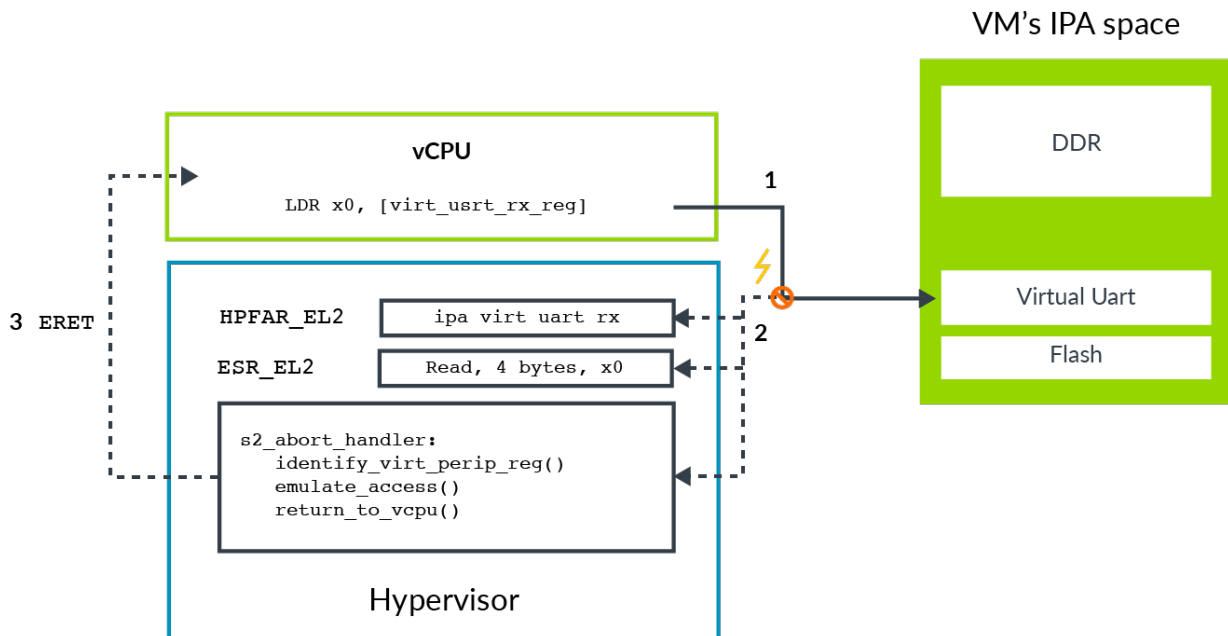 VM's IPA space
DDR
Virtual Uart
Flash
vCPU
LDR x0, [virt_usrt_rx_reg]
1
2
3 ERET
HPFAR_EL2
ipa virt uart rx
ESR_EL2
Read, 4 bytes, x0
s2_abort_handler:
identify_virt_perip_reg()
emulate_access()
return_to_vcpu()
Hypervisor